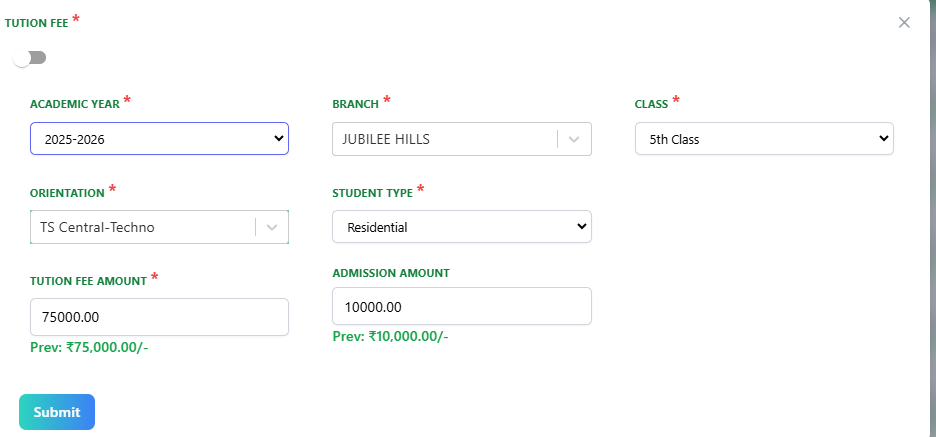 TUTION FEE *
ACADEMIC YEAR * BRANCH * CLASS *
2025-2026 JUBILEE HILLS 5th Class
ORIENTATION * STUDENT TYPE *
TS Central-Techno Residential
TUTION FEE AMOUNT * ADMISSION AMOUNT
75000.00 10000.00
Prev: ₹75,000.00/- Prev: ₹10,000.00/-
Submit